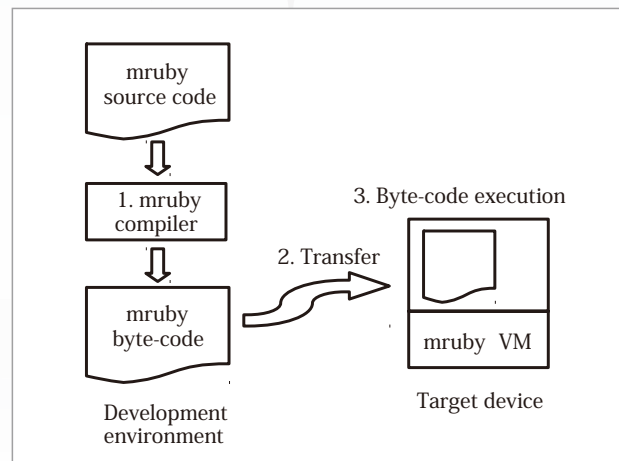 mruby
source code
1. mruby
compiler
mruby
byte-code
Development
environment
2. Transfer
3. Byte-code execution
mruby VM
Target device